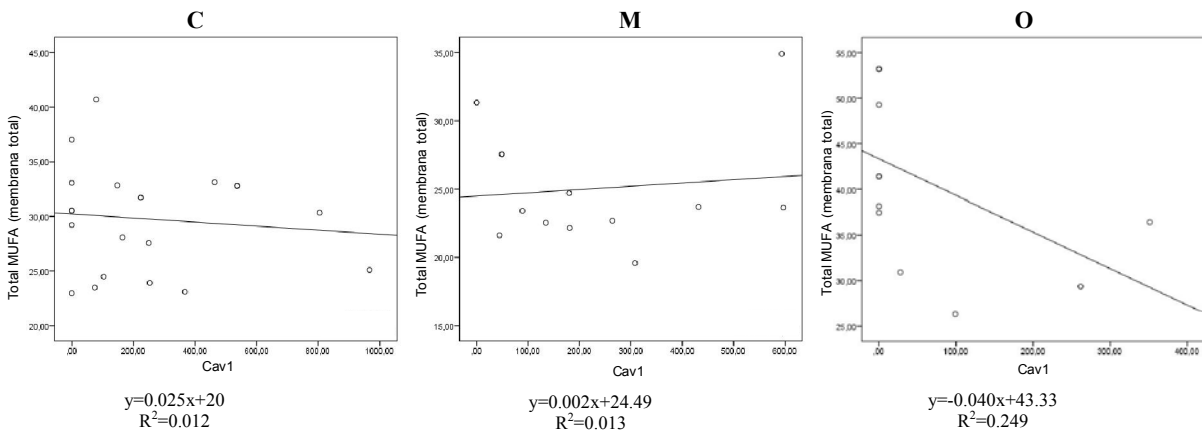 C
Total MUFA (membrana total)
45,00
40,00
35,00
30,00
25,00
20,00
,00
200,00
400,00
600,00
800,00
1000,00
Cav1
y=0.025x+20
R²=0.012
M
Total MUFA (membrana total)
35,00
30,00
25,00
20,00
15,00
,00
100,00
200,00
300,00
400,00
500,00
600,00
Cav1
y=0.002x+24.49
R²=0.013
O
Total MUFA (membrana total)
55,00
50,00
45,00
40,00
35,00
30,00
25,00
,00
100,00
200,00
300,00
400,00
Cav1
y=-0.040x+43.33
R²=0.249